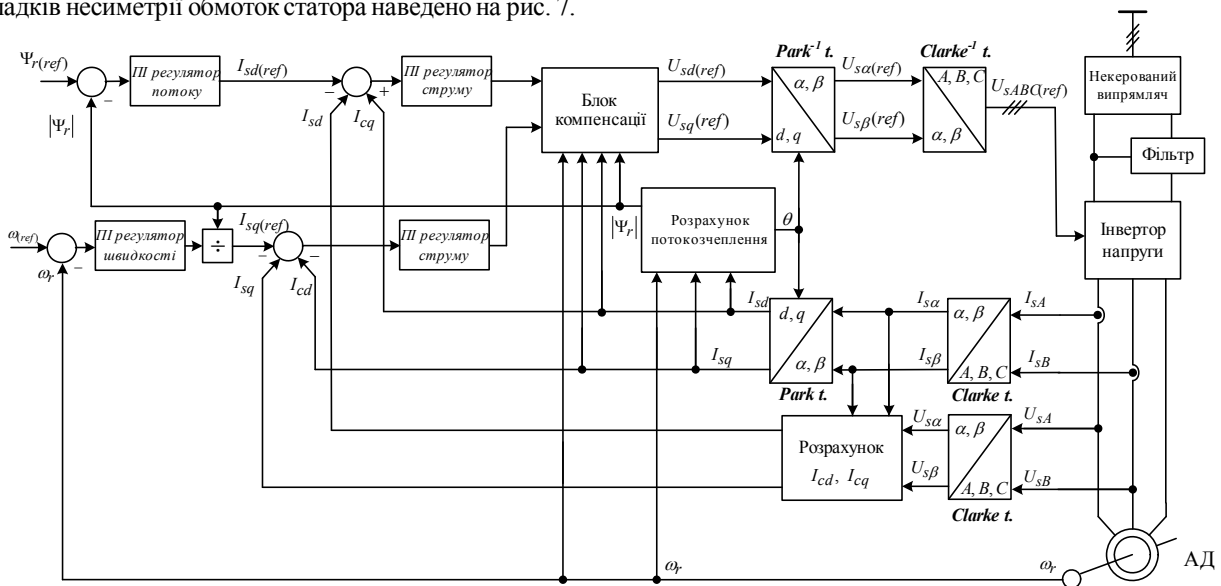 падків несиметрії обмоток статора наведено на рис. 7.
Ψr(ref)
−
|Ψr|
ПІ регулятор
потоку
Isd(ref)
−
+
Isd
Icq
ПІ регулятор
струму
Блок
компенсації
Usd(ref)
Usq(ref)
Park⁻¹ t.
α, β
d, q
Usα(ref)
Usβ(ref)
Clarke⁻¹ t.
A, B, C
α, β
UsABC(ref)
Некерований
випрямляч
Фільтр
Інвертор
напруги
ω(ref)
−
ωr
ПІ регулятор
швидкості
÷
Isq(ref)
−
−
Isq
Icd
ПІ регулятор
струму
|Ψr|
Розрахунок
потокозчеплення
θ
Isd
Isq
d, q
α, β
Park t.
Isα
Isβ
α, β
A, B, C
Clarke t.
IsA
IsB
Розрахунок
Icd, Icq
Usα
Usβ
α, β
A, B, C
Clarke t.
UsA
UsB
ωr
ωr
АД